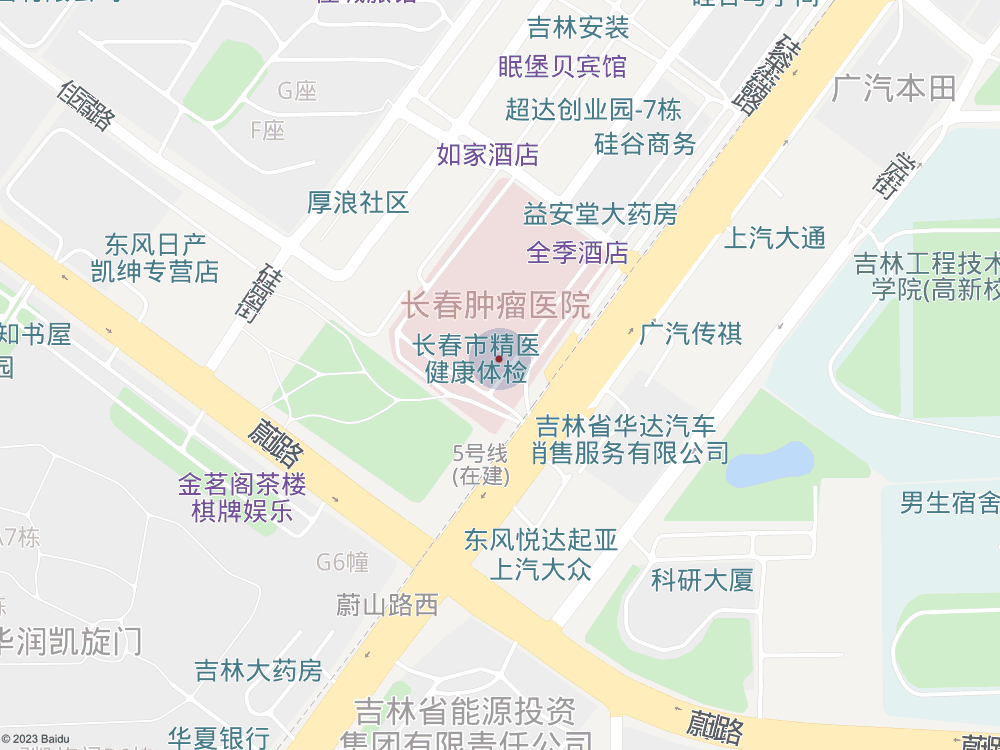 吉林安装
眠堡贝宾馆
G座
广汽本田
超达创业园-7栋
F座
硅谷商务
如家酒店
学府街
厚浪社区
益安堂大药房
东风日产
凯绅专营店
全季酒店
上汽大通
吉林工程技术
学院(高新校
长春肿瘤医院
知书屋
园
广汽传祺
长春市精医
健康体检
吉林省华达汽车
销售服务有限公司
蔚山路
5号线
(在建)
金茗阁茶楼
棋牌娱乐
男生宿舍
A7栋
东风悦达起亚
G6幢
上汽大众
科研大厦
栋
蔚山路西
华润凯旋门
吉林大药房
吉林省能源投资
集团有限责任公司
蔚山路
华夏银行
© 2023 Baidu